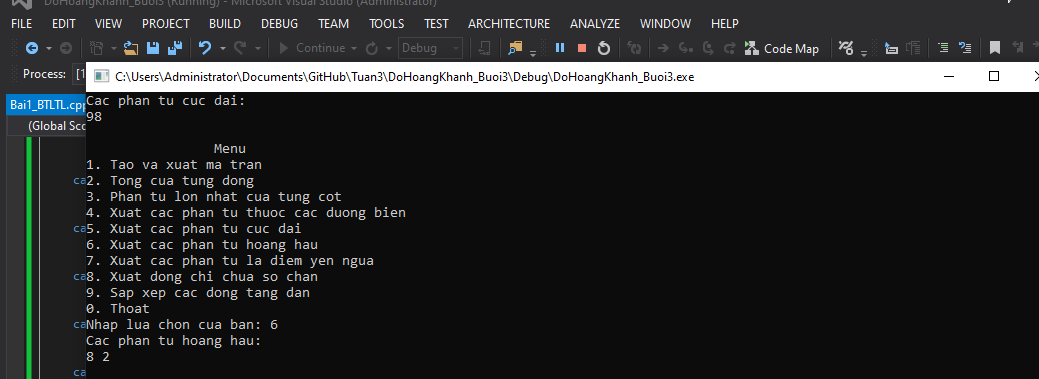 DoHoangKhanh_Buoi3 (Running) - Microsoft Visual Studio (Administrator)
FILE EDIT VIEW PROJECT BUILD DEBUG TEAM TOOLS TEST ARCHITECTURE ANALYZE WINDOW HELP
Continue Debug Code Map
Process: [1
C:\Users\Administrator\Documents\GitHub\Tuan3\DoHoangKhanh_Buoi3\Debug\DoHoangKhanh_Buoi3.exe
Bai1_BTLTL.cpp
(Global Sco
Cac phan tu cuc dai:
98
Menu
1. Tao va xuat ma tran
ca
2. Tong cua tung dong
3. Phan tu lon nhat cua tung cot
4. Xuat cac phan tu thuoc cac duong bien
ca
5. Xuat cac phan tu cuc dai
6. Xuat cac phan tu hoang hau
7. Xuat cac phan tu la diem yen ngua
ca
8. Xuat dong chi chua so chan
9. Sap xep cac dong tang dan
0. Thoat
ca
Nhap lua chon cua ban: 6
Cac phan tu hoang hau:
8 2
ca